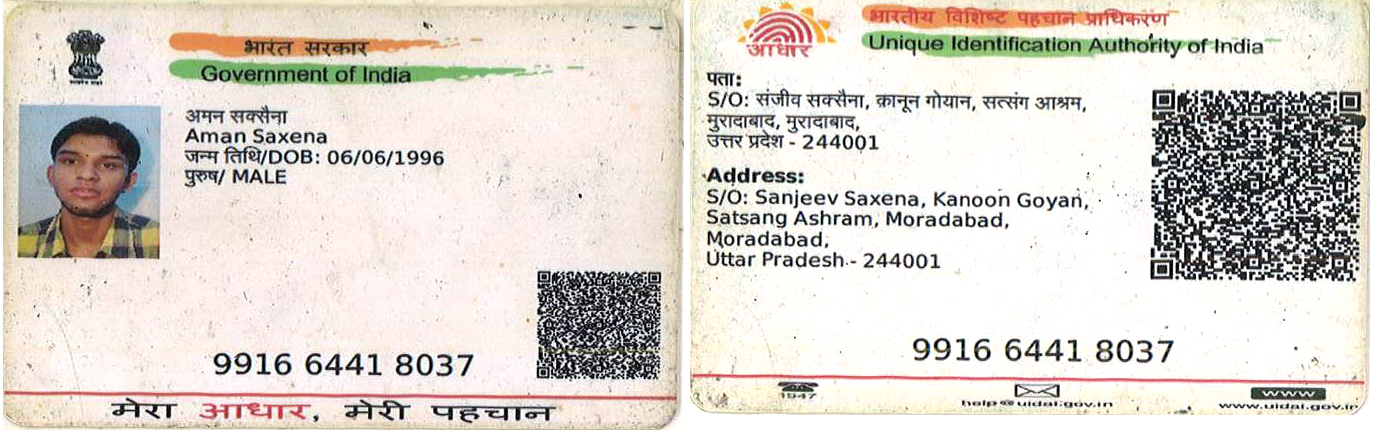 भारत सरकार
Government of India
अमन सक्सैना
Aman Saxena
जन्म तिथि/DOB: 06/06/1996
पुरुष/ MALE
9916 6441 8037
मेरा आधार, मेरी पहचान
आधार
भारतीय विशिष्ट पहचान प्राधिकरण
Unique Identification Authority of India
पता:
S/O: संजीव सक्सैना, क़ानून गोयान, सत्संग आश्रम,
मुरादाबाद, मुरादाबाद,
उत्तर प्रदेश - 244001
Address:
S/O: Sanjeev Saxena, Kanoon Goyan,
Satsang Ashram, Moradabad,
Moradabad,
Uttar Pradesh - 244001
9916 6441 8037
1947
help@uidai.gov.in
WWW
www.uidai.gov.in